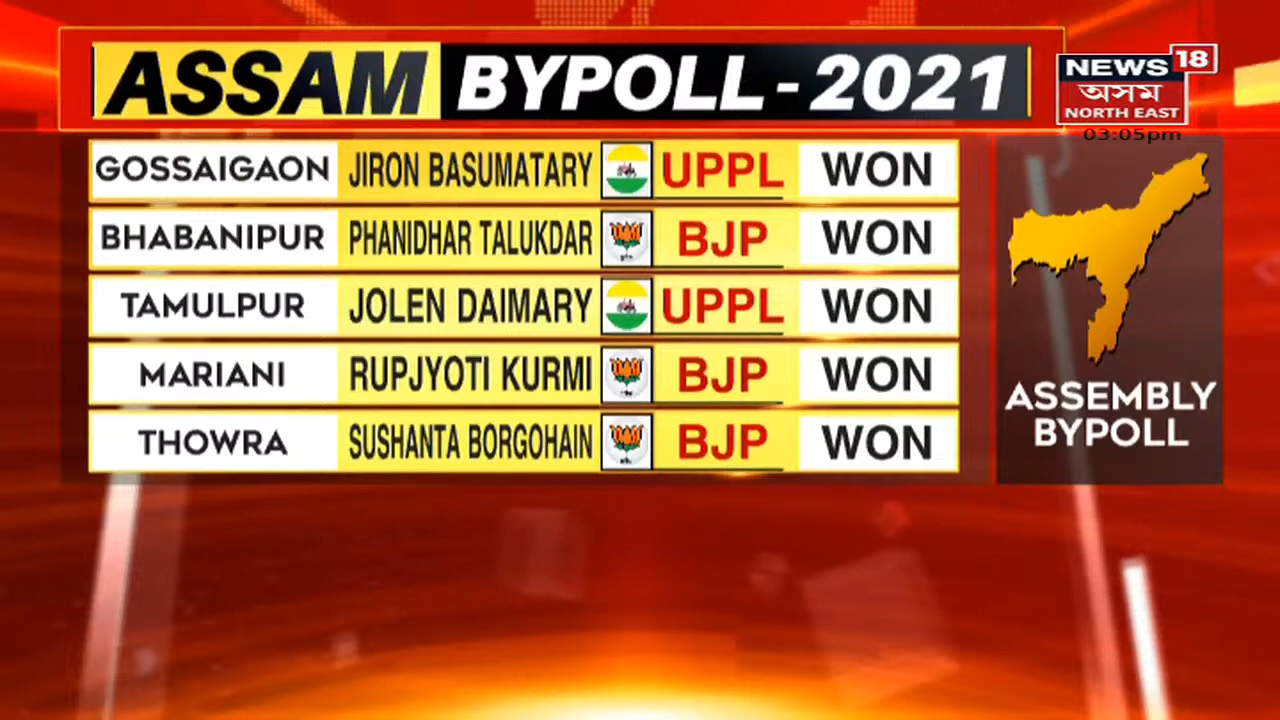 ASSAM BYPOLL - 2021
NEWS 18
অসম
NORTH EAST
03:05pm
GOSSAIGAON JIRON BASUMATARY UPPL WON
BHABANIPUR PHANIDHAR TALUKDAR BJP WON
TAMULPUR JOLEN DAIMARY UPPL WON
MARIANI RUPJYOTI KURMI BJP WON
THOWRA SUSHANTA BORGOHAIN BJP WON
ASSEMBLY
BYPOLL